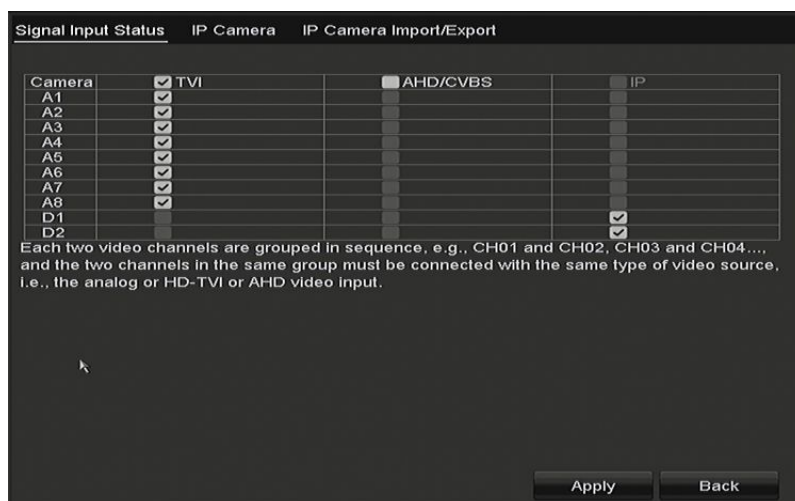 Signal Input Status IP Camera IP Camera Import/Export
Camera TVI AHD/CVBS IP
A1
A2
A3
A4
A5
A6
A7
A8
D1
D2
Each two video channels are grouped in sequence, e.g., CH01 and CH02, CH03 and CH04...,
and the two channels in the same group must be connected with the same type of video source,
i.e., the analog or HD-TVI or AHD video input.
Apply Back